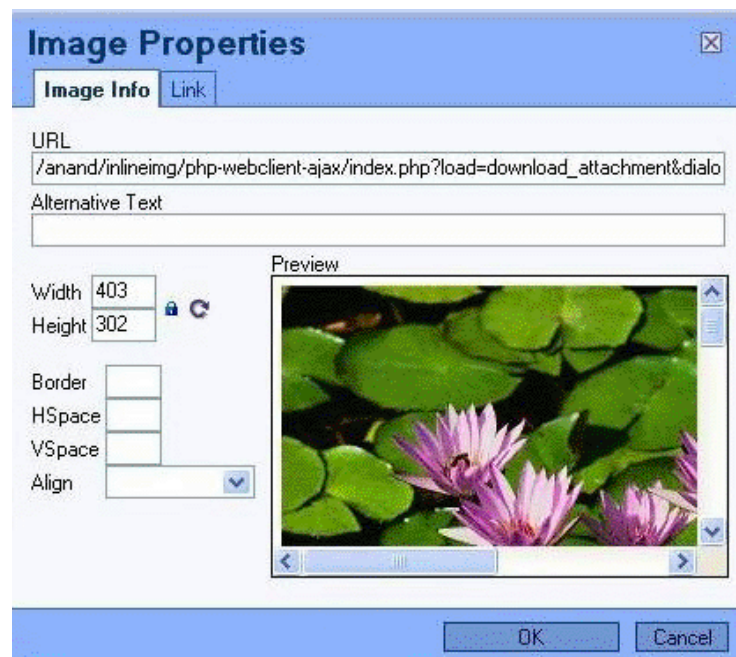 Image Properties
Image Info Link
URL
/anand/inlineimg/php-webclient-ajax/index.php?load=download_attachment&dialo
Alternative Text
Preview
Width 403
Height 302
Border
HSpace
VSpace
Align
OK Cancel